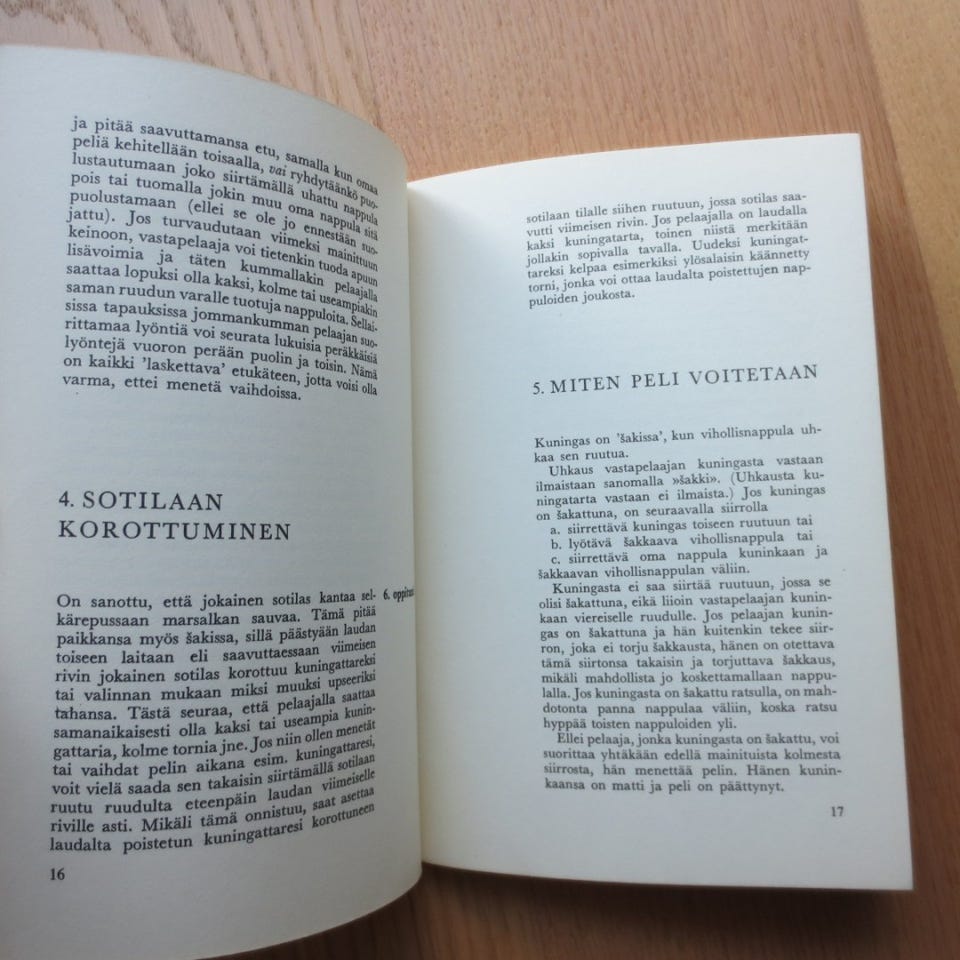 ja pitää saavuttamansa etu, samalla kun omaa
peliä kehitellään toisaalla, vai ryhdytäänkö puo-
lustautumaan joko siirtämällä uhattu nappula
pois tai tuomalla jokin muu oma nappula sitä
puolustamaan (ellei se ole jo ennestään suo-
jattu). Jos turvaudutaan viimeksi mainittuun
keinoon, vastapelaaja voi tietenkin tuoda apuun
lisävoimia ja täten kummallakin pelaajalla
saattaa lopuksi olla kaksi, kolme tai useampiakin
saman ruudun varalle tuotuja nappuloita. Sellai-
sissa tapauksissa jommankumman pelaajan suo-
rittamaa lyöntiä voi seurata lukuisia peräkkäisiä
lyöntejä vuoron perään puolin ja toisin. Nämä
on kaikki 'laskettava' etukäteen, jotta voisi olla
varma, ettei menetä vaihdoissa.
4. SOTILAAN
KOROTTUMINEN
On sanottu, että jokainen sotilas kantaa sel-
kärepussaan marsalkan sauvaa. Tämä pitää
paikkansa myös šakissa, sillä päästyään laudan
toiseen laitaan eli saavuttaessaan viimeisen
rivin jokainen sotilas korottuu kuningattareksi
tai valinnan mukaan miksi muuksi upseeriksi
tahansa. Tästä seuraa, että pelaajalla saattaa
samanaikaisesti olla kaksi tai useampia kunin-
gattaria, kolme tornia jne. Jos niin ollen menetät
tai vaihdat pelin aikana esim. kuningattaresi,
voit vielä saada sen takaisin siirtämällä sotilaan
ruutu ruudulta eteenpäin laudan viimeiselle
riville asti. Mikäli tämä onnistuu, saat asettaa
laudalta poistetun kuningattaresi korottuneen
16
6. oppitun
sotilaan tilalle siihen ruutuun, jossa sotilas saa-
vutti viimeisen rivin. Jos pelaajalla on laudalla
kaksi kuningatarta, toinen niistä merkitään
jollakin sopivalla tavalla. Uudeksi kuningat-
tareksi kelpaa esimerkiksi ylösalaisin käännetty
torni, jonka voi ottaa laudalta poistettujen nap-
puloiden joukosta.
5. MITEN PELI VOITETAAN
Kuningas on 'šakissa', kun vihollisnappula uh-
kaa sen ruutua.
Uhkaus vastapelaajan kuningasta vastaan
ilmaistaan sanomalla »šakki». (Uhkausta ku-
ningatarta vastaan ei ilmaista.) Jos kuningas
on šakattuna, on seuraavalla siirrolla
a. siirrettävä kuningas toiseen ruutuun tai
b. lyötävä šakkaava vihollisnappula tai
c. siirrettävä oma nappula kuninkaan ja
šakkaavan vihollisnappulan väliin.
Kuningasta ei saa siirtää ruutuun, jossa se
olisi šakattuna, eikä liioin vastapelaajan kunin-
kaan viereiselle ruudulle. Jos pelaajan kunin-
gas on šakattuna ja hän kuitenkin tekee siir-
ron, joka ei torju šakkausta, hänen on otettava
tämä siirtonsa takaisin ja torjuttava šakkaus,
mikäli mahdollista jo koskettamallaan nappu-
lalla. Jos kuningasta on šakattu ratsulla, on mah-
dotonta panna nappulaa väliin, koska ratsu
hyppää toisten nappuloiden yli.
Ellei pelaaja, jonka kuningasta on šakattu, voi
suorittaa yhtäkään edellä mainituista kolmesta
siirrosta, hän menettää pelin. Hänen kunin-
kaansa on matti ja peli on päättynyt.
17